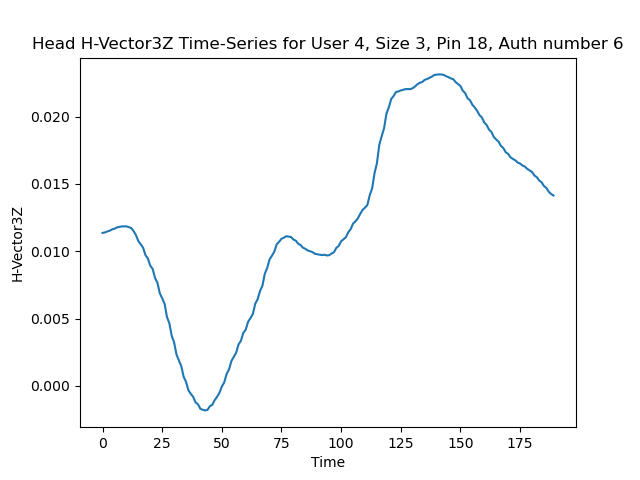 Head H-Vector3Z Time-Series for User 4, Size 3, Pin 18, Auth number 6
H-Vector3Z
0.020
0.015
0.010
0.005
0.000
0 25 50 75 100 125 150 175
Time